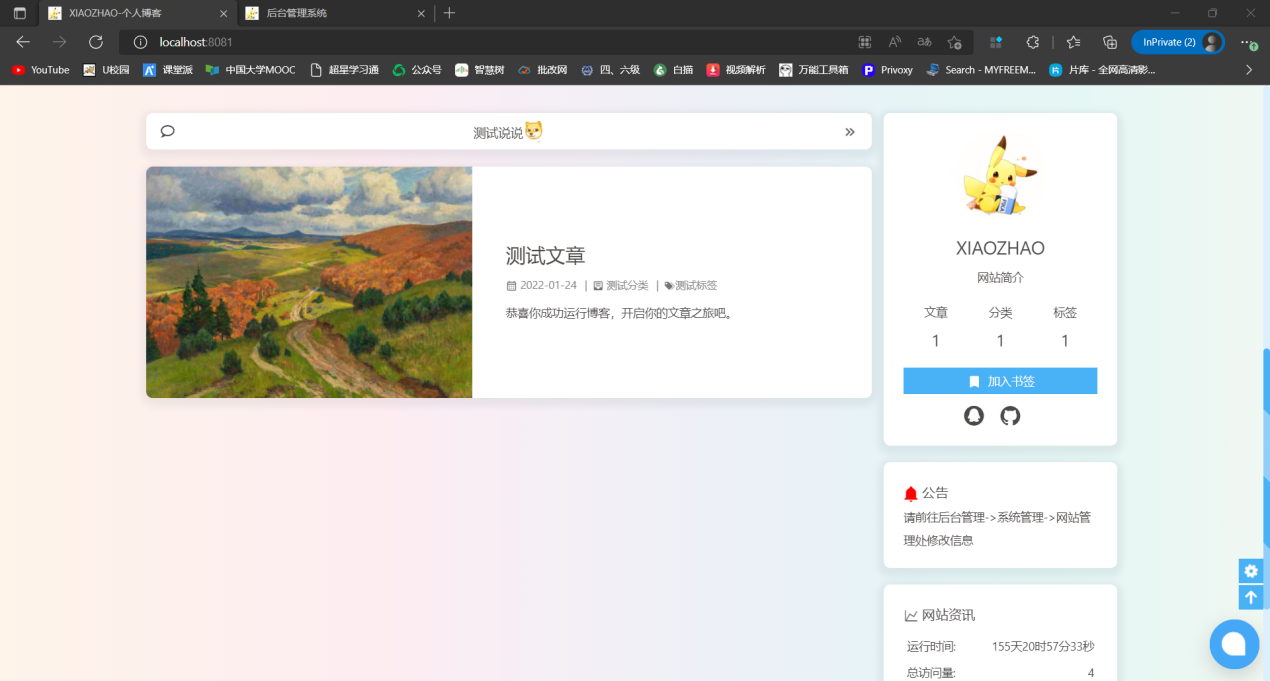 XIAOZHAO-个人博客
后台管理系统
localhost:8081
InPrivate (2)
YouTube
U校园
课堂派
中国大学MOOC
超星学习通
公众号
智慧树
批改网
四、六级
白描
视频解析
万能工具箱
Privoxy
Search - MYFREEM...
片库 - 全网高清影...
测试说说
测试文章
2022-01-24 | 测试分类 | 测试标签
恭喜你成功运行博客，开启你的文章之旅吧。
XIAOZHAO
网站简介
文章 分类 标签
1 1 1
加入书签
公告
请前往后台管理->系统管理->网站管
理处修改信息
网站资讯
运行时间: 155天20时57分33秒
总访问量: 4